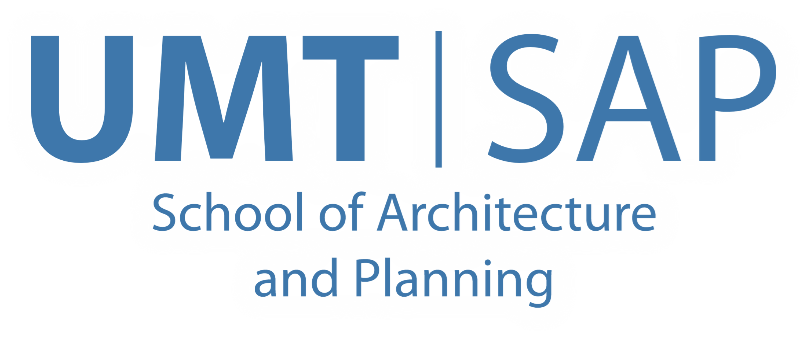 UMT|SAP
School of Architecture
and Planning